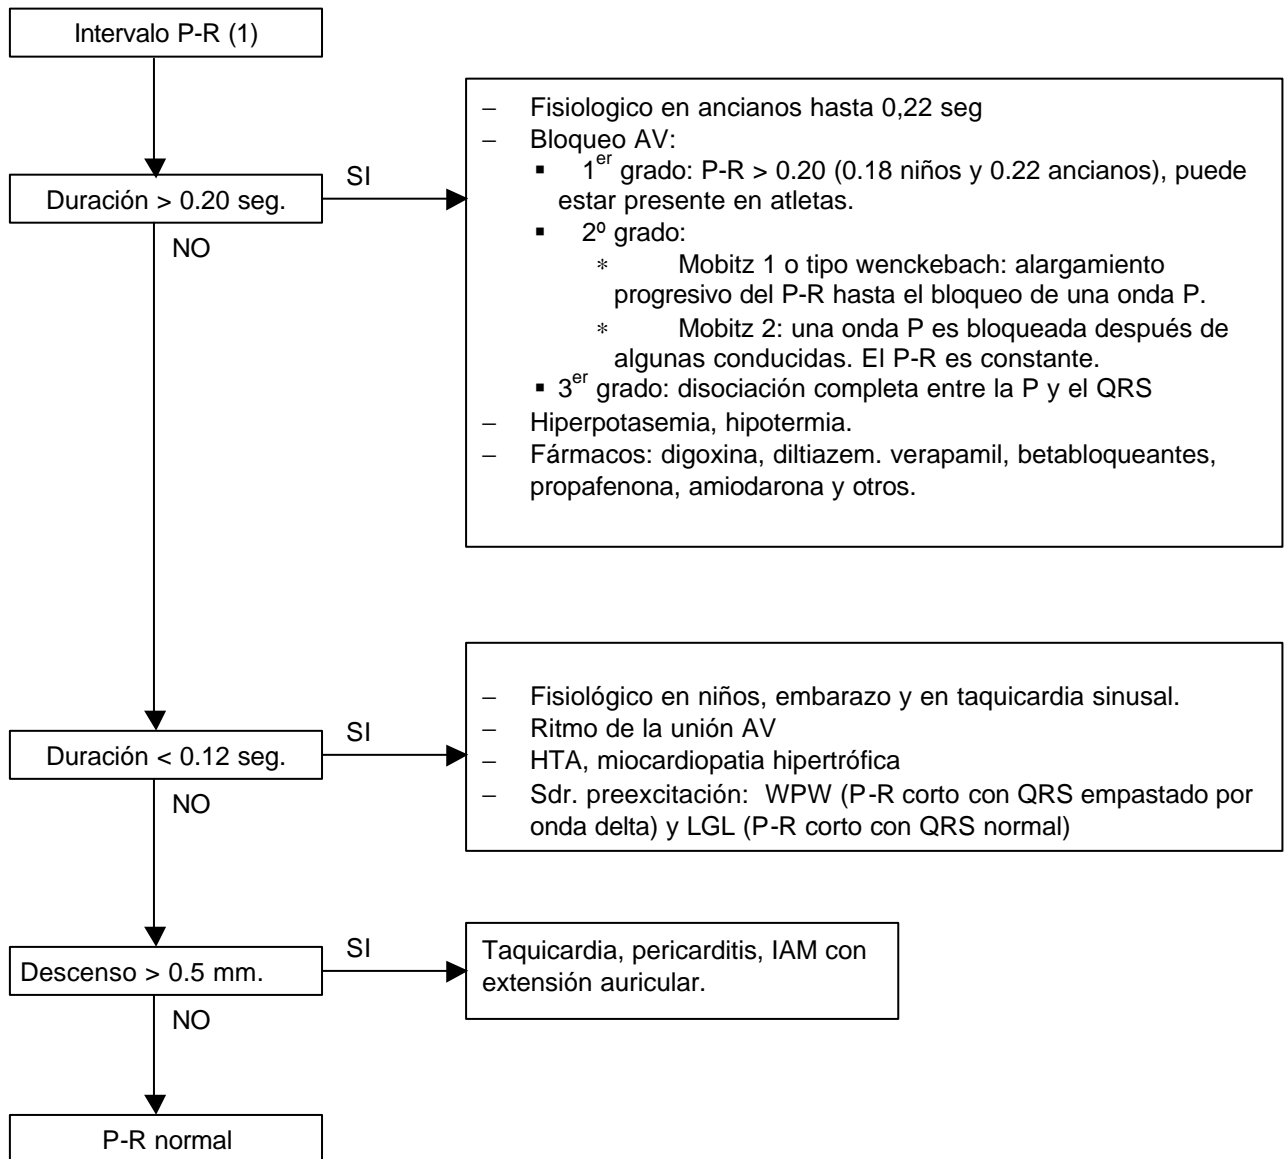 Intervalo P-R (1)
Duración > 0.20 seg.
SI
NO
– Fisiologico en ancianos hasta 0,22 seg
– Bloqueo AV:
▪ 1er grado: P-R > 0.20 (0.18 niños y 0.22 ancianos), puede
estar presente en atletas.
▪ 2º grado:
* Mobitz 1 o tipo wenckebach: alargamiento
progresivo del P-R hasta el bloqueo de una onda P.
* Mobitz 2: una onda P es bloqueada después de
algunas conducidas. El P-R es constante.
▪ 3er grado: disociación completa entre la P y el QRS
– Hiperpotasemia, hipotermia.
– Fármacos: digoxina, diltiazem. verapamil, betabloqueantes,
propafenona, amiodarona y otros.
Duración < 0.12 seg.
SI
NO
– Fisiológico en niños, embarazo y en taquicardia sinusal.
– Ritmo de la unión AV
– HTA, miocardiopatia hipertrófica
– Sdr. preexcitación: WPW (P-R corto con QRS empastado por
onda delta) y LGL (P-R corto con QRS normal)
Descenso > 0.5 mm.
SI
NO
Taquicardia, pericarditis, IAM con
extensión auricular.
P-R normal